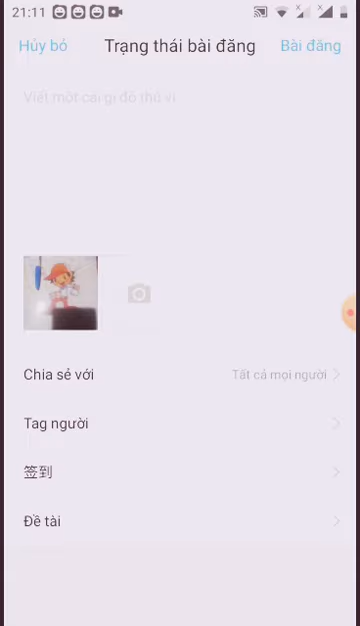 21:11
Hủy bỏ
Trạng thái bài đăng
Bài đăng
Viết một cái gì đó thú vị
Chia sẻ với
Tất cả mọi người
Tag người
签到
Đề tài